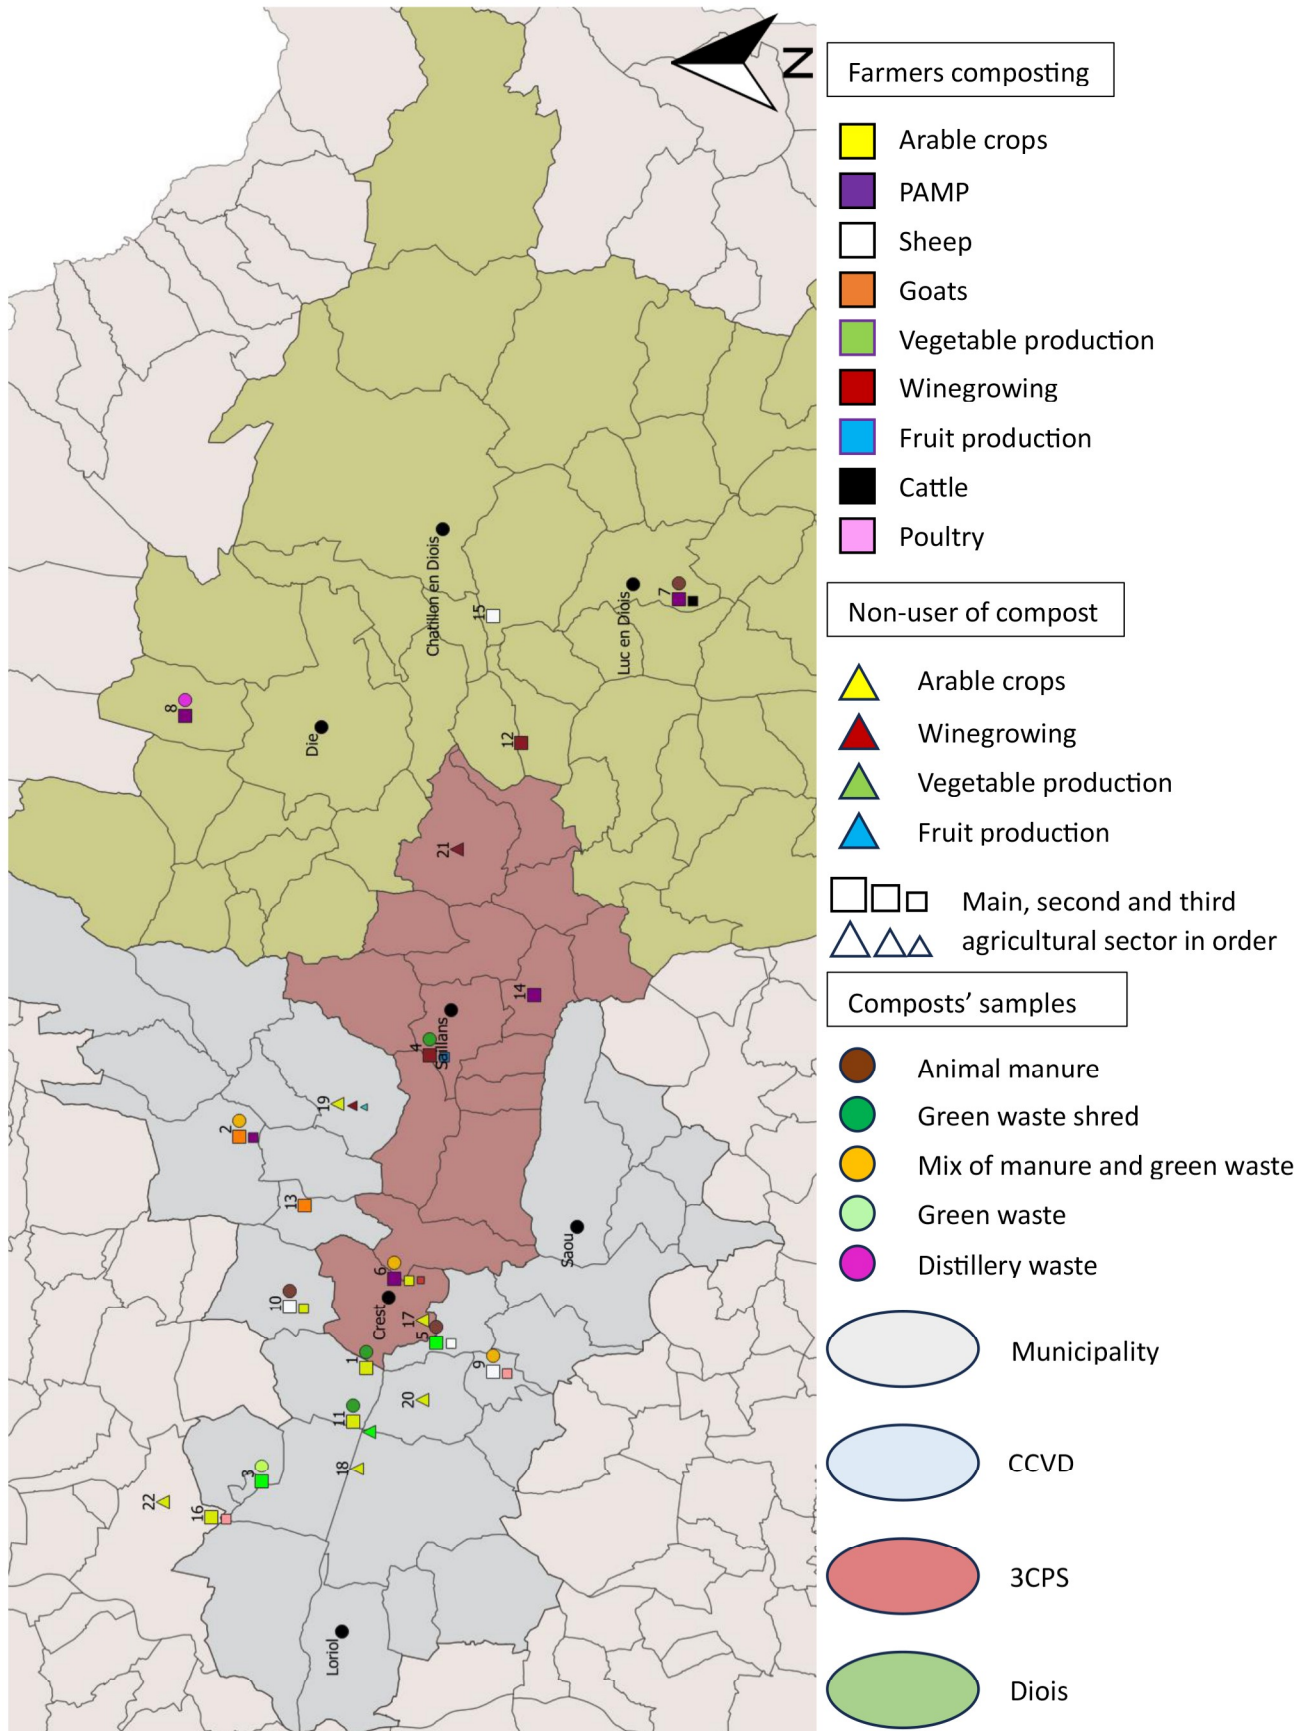 N
8
Die
Chatillon en Diois
15
Luc en Diois
7
12
21
14
4
Saillans
19
2
13
Saou
6
10
Crest
17
5
1
9
20
11
18
3
22
16
Loriol
Farmers composting
Arable crops
PAMP
Sheep
Goats
Vegetable production
Winegrowing
Fruit production
Cattle
Poultry
Non-user of compost
Arable crops
Winegrowing
Vegetable production
Fruit production
Main, second and third
agricultural sector in order
Composts’ samples
Animal manure
Green waste shred
Mix of manure and green waste
Green waste
Distillery waste
Municipality
CCVD
3CPS
Diois